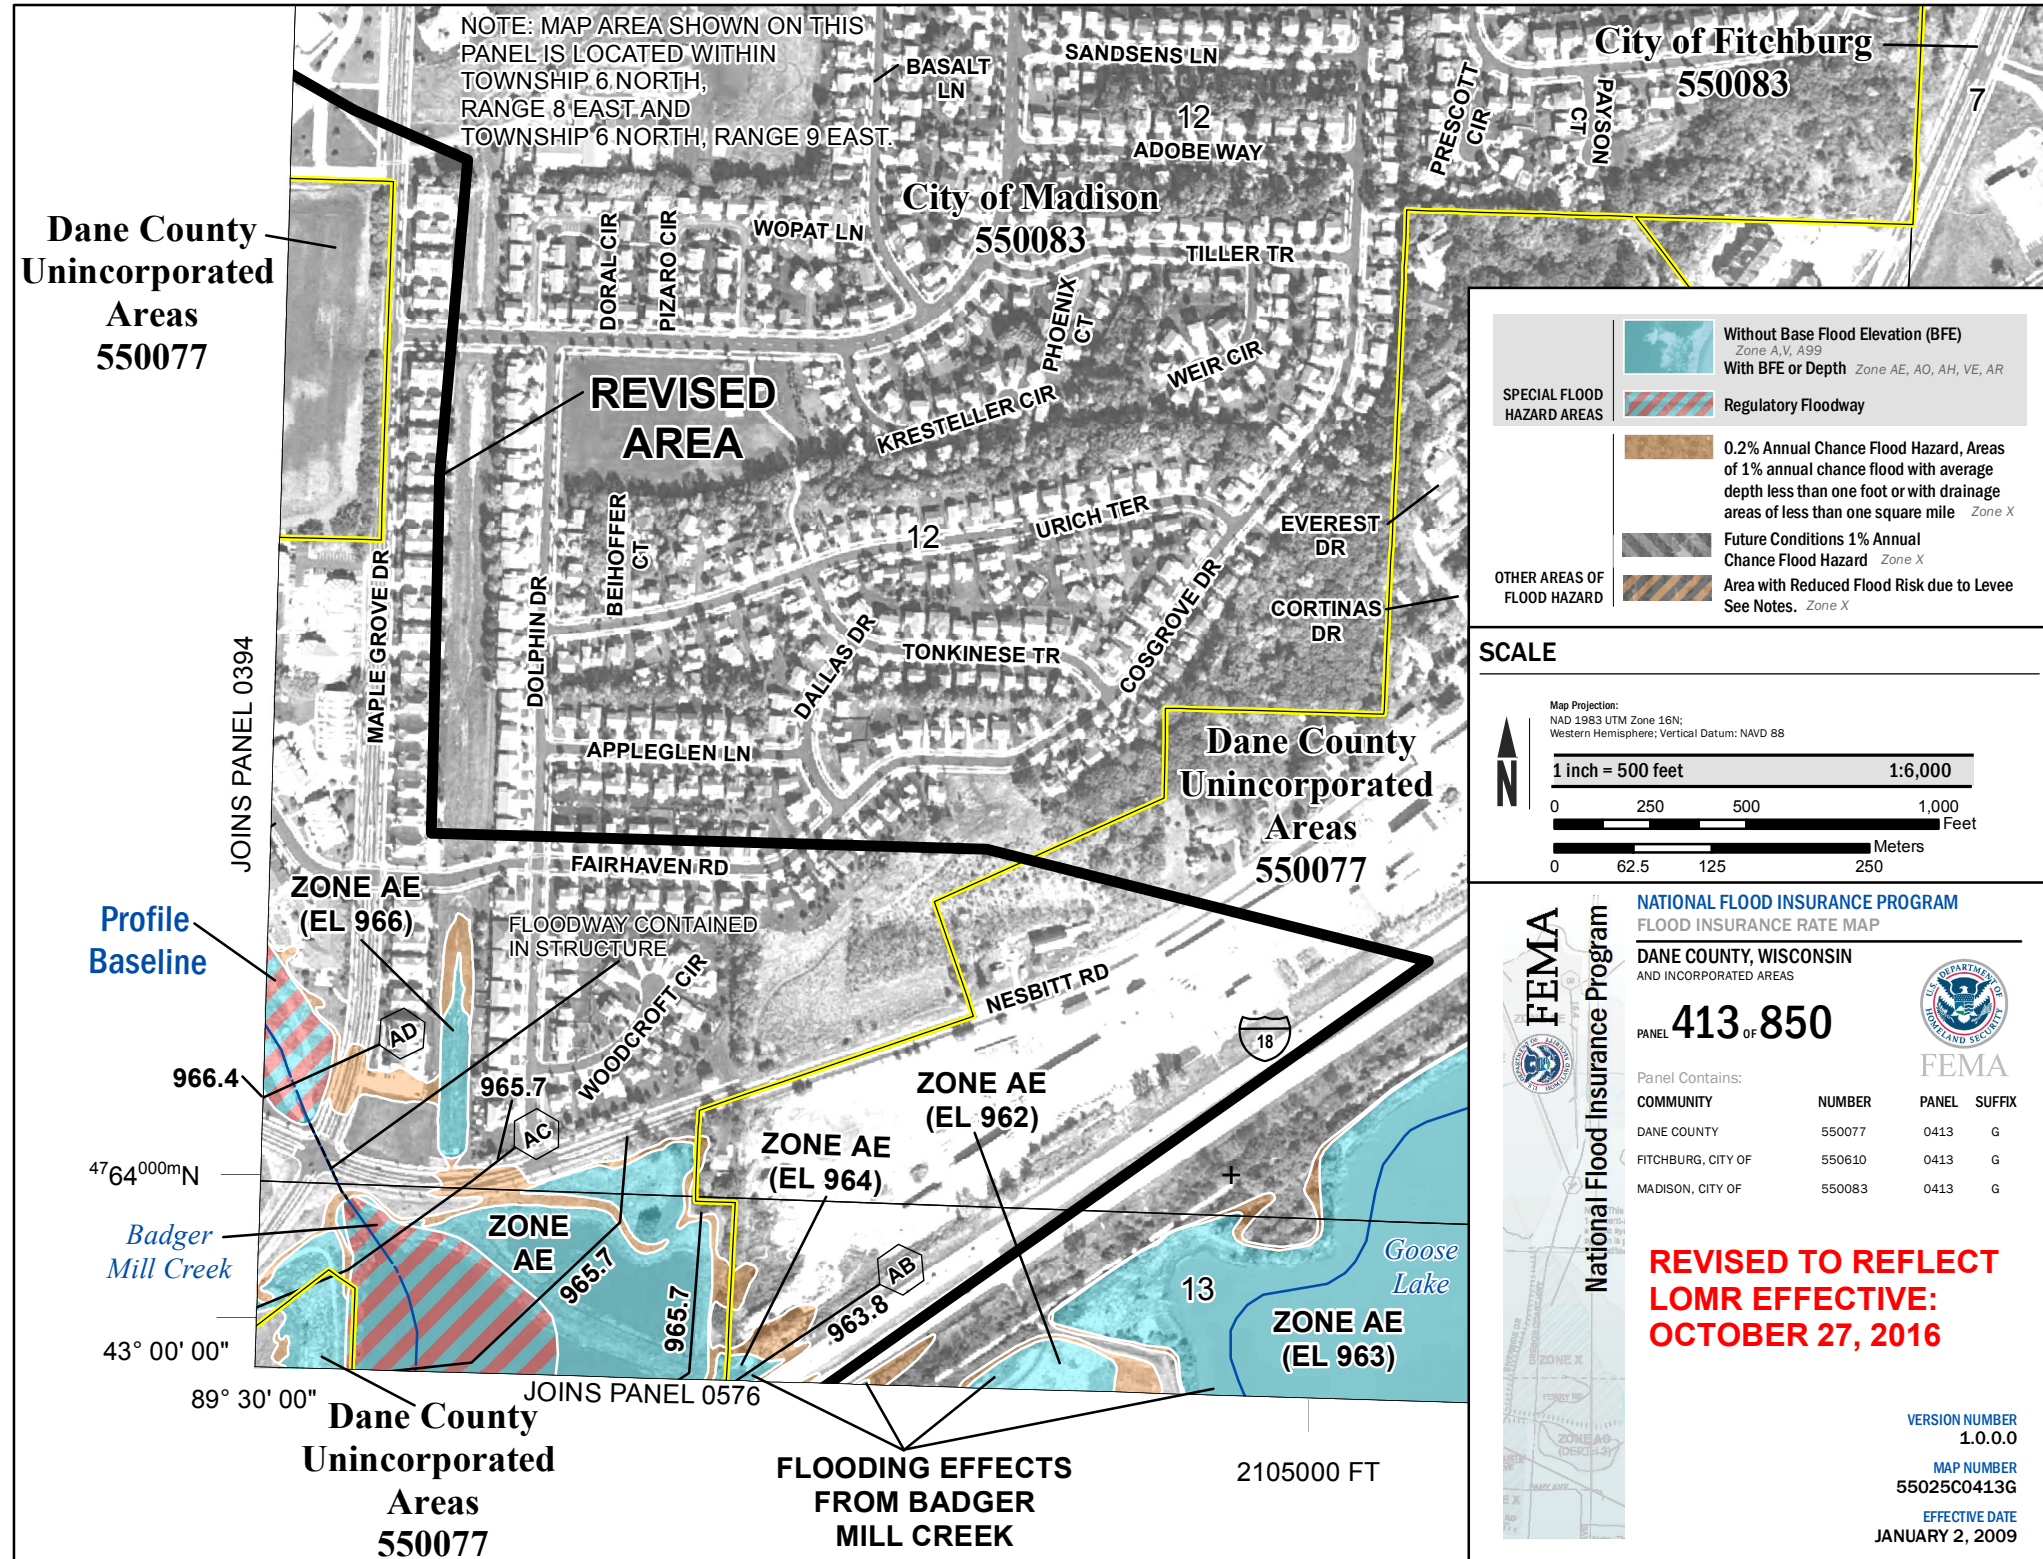 NOTE: MAP AREA SHOWN ON THIS
PANEL IS LOCATED WITHIN
TOWNSHIP 6 NORTH,
RANGE 8 EAST AND
TOWNSHIP 6 NORTH, RANGE 9 EAST.
BASALT
LN
SANDSENS LN
12
ADOBE WAY
PRESCOTT
CIR
PAYSON
CT
City of Fitchburg
550083
7
City of Madison
550083
Dane County
Unincorporated
Areas
550077
DORAL CIR
PIZARO CIR
WOPAT LN
TILLER TR
PHOENIX
CT
WEIR CIR
KRESTELLER CIR
REVISED
AREA
BEIHOFFER
CT
12
URICH TER
EVEREST
DR
CORTINAS
DR
MAPLE GROVE DR
DOLPHIN DR
DALLAS DR
TONKINESE TR
COSGROVE DR
APPLEGLEN LN
JOINS PANEL 0394
Dane County
Unincorporated
Areas
550077
FAIRHAVEN RD
ZONE AE
(EL 966)
Profile
Baseline
FLOODWAY CONTAINED
IN STRUCTURE
WOODCROFT CIR
NESBITT RD
18
AD
966.4
965.7
AC
ZONE AE
(EL 962)
ZONE AE
(EL 964)
4764000mN
Badger
Mill Creek
ZONE
AE
965.7
965.7
963.8
AB
13
Goose
Lake
ZONE AE
(EL 963)
43° 00' 00"
89° 30' 00"
JOINS PANEL 0576
Dane County
Unincorporated
Areas
550077
FLOODING EFFECTS
FROM BADGER
MILL CREEK
2105000 FT
SPECIAL FLOOD
HAZARD AREAS
Without Base Flood Elevation (BFE)
Zone A,V, A99
With BFE or Depth Zone AE, AO, AH, VE, AR
Regulatory Floodway
0.2% Annual Chance Flood Hazard, Areas
of 1% annual chance flood with average
depth less than one foot or with drainage
areas of less than one square mile Zone X
Future Conditions 1% Annual
Chance Flood Hazard Zone X
OTHER AREAS OF
FLOOD HAZARD
Area with Reduced Flood Risk due to Levee
See Notes. Zone X
SCALE
N
Map Projection:
NAD 1983 UTM Zone 16N;
Western Hemisphere; Vertical Datum: NAVD 88
1 inch = 500 feet 1:6,000
0 250 500 1,000
Feet
Meters
0 62.5 125 250
FEMA
National Flood Insurance Program
NATIONAL FLOOD INSURANCE PROGRAM
FLOOD INSURANCE RATE MAP
DANE COUNTY, WISCONSIN
AND INCORPORATED AREAS
PANEL 413 OF 850
U.S. DEPARTMENT OF HOMELAND SECURITY
FEMA
Panel Contains:
COMMUNITY NUMBER PANEL SUFFIX
DANE COUNTY 550077 0413 G
FITCHBURG, CITY OF 550610 0413 G
MADISON, CITY OF 550083 0413 G
REVISED TO REFLECT
LOMR EFFECTIVE:
OCTOBER 27, 2016
ZONE X
ZONE AO
(DEPTH 2)
VERSION NUMBER
1.0.0.0
MAP NUMBER
55025C0413G
EFFECTIVE DATE
JANUARY 2, 2009